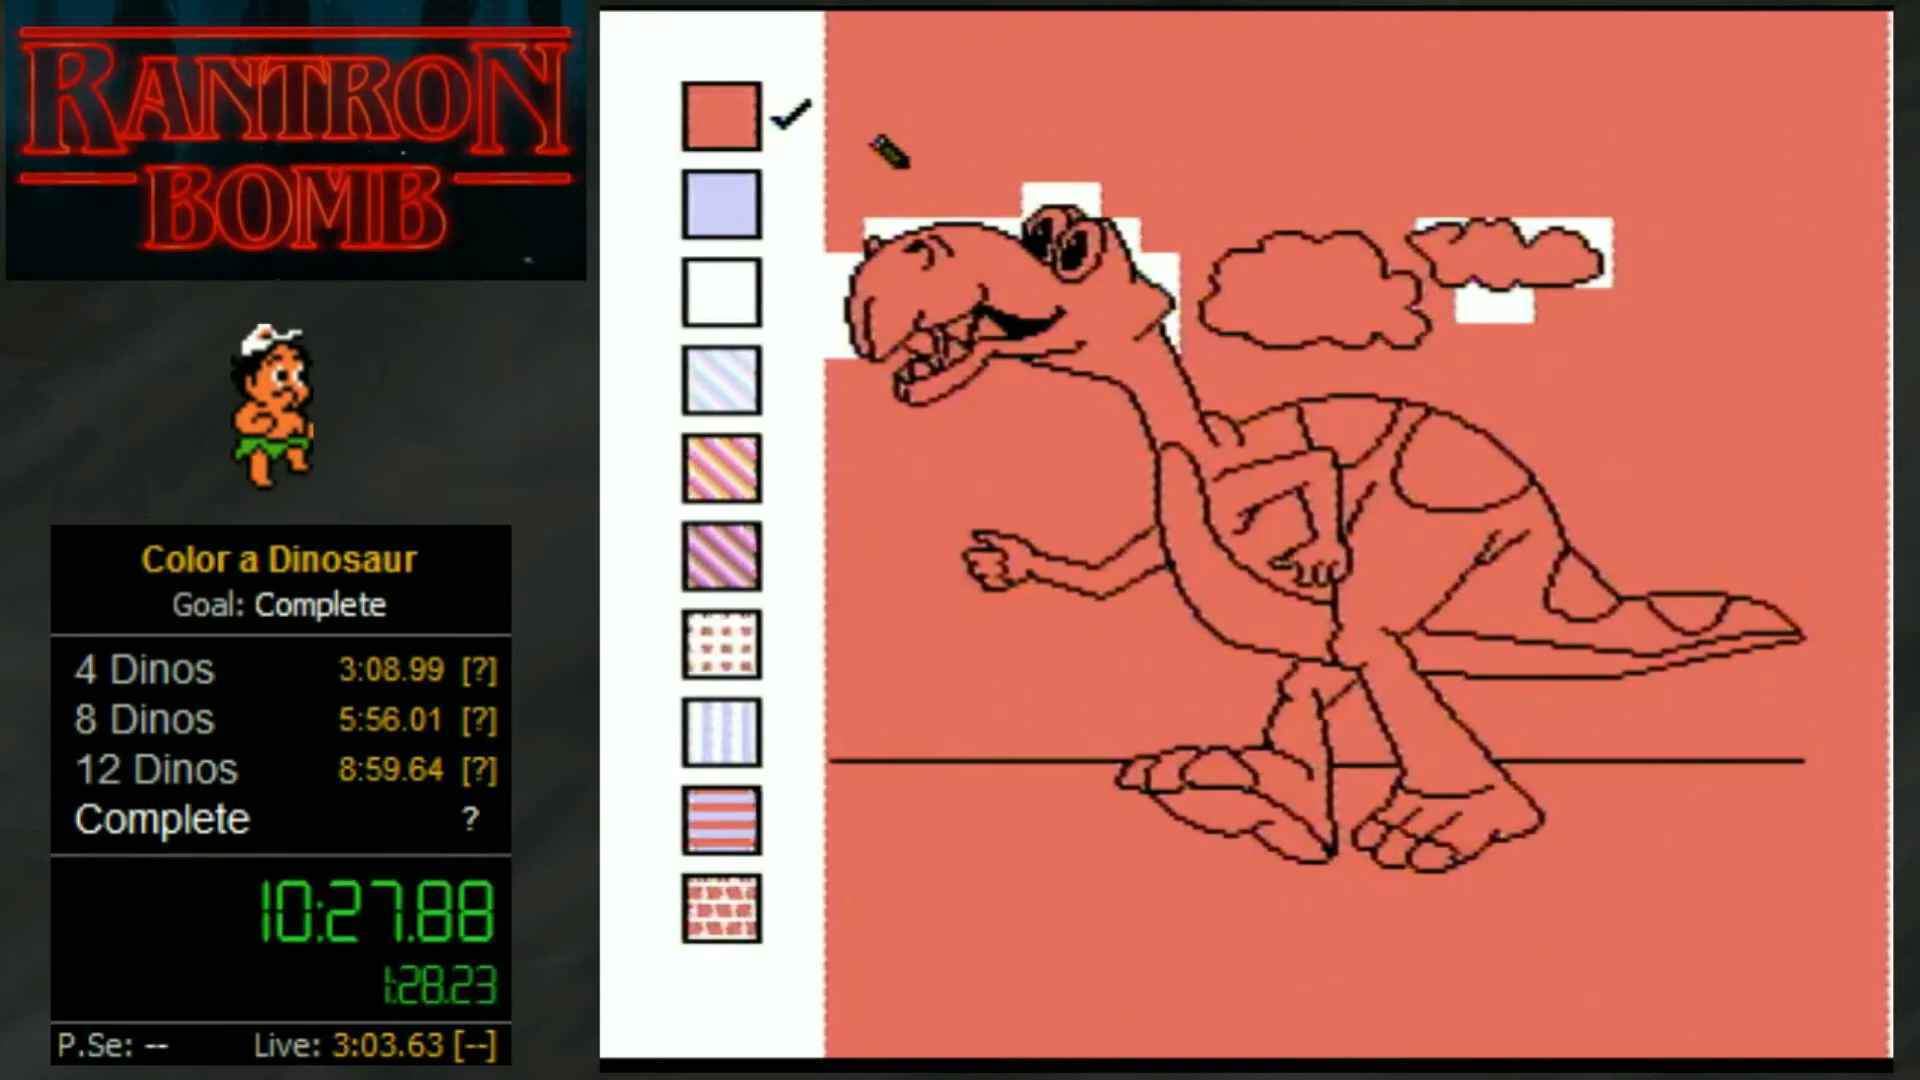 RANTRON
BOMB
Color a Dinosaur
Goal: Complete
4 Dinos 3:08.99 [?]
8 Dinos 5:56.01 [?]
12 Dinos 8:59.64 [?]
Complete ?
10:27.88
1:28.23
P.Se: -- Live: 3:03.63 [--]